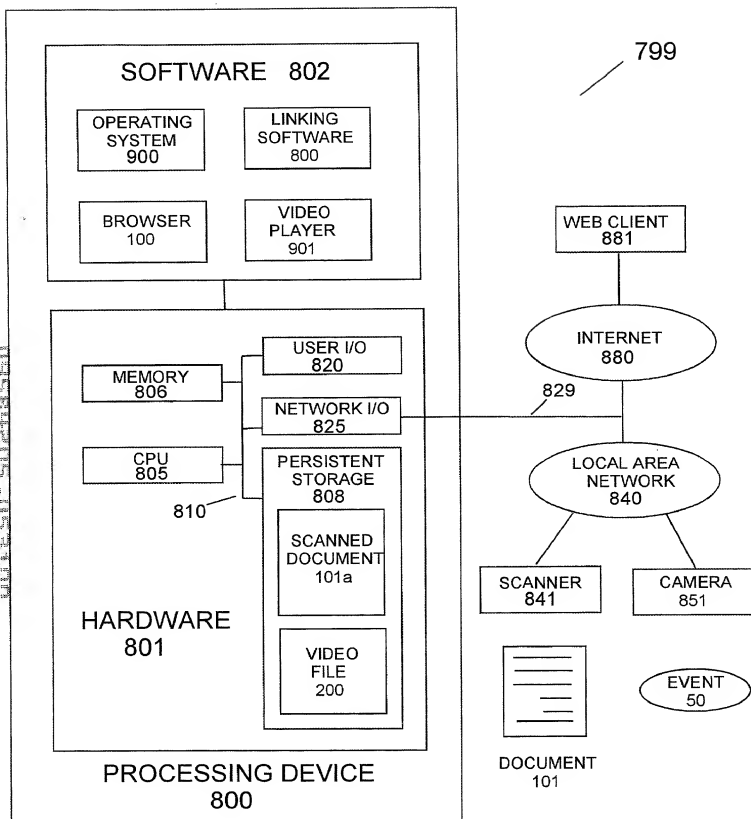 799
SOFTWARE 802
OPERATING
SYSTEM
900
LINKING
SOFTWARE
800
BROWSER
100
VIDEO
PLAYER
901
WEB CLIENT
881
INTERNET
880
829
USER I/O
820
MEMORY
806
NETWORK I/O
825
CPU
805
810
PERSISTENT
STORAGE
808
SCANNED
DOCUMENT
101a
VIDEO
FILE
200
HARDWARE
801
LOCAL AREA
NETWORK
840
SCANNER
841
CAMERA
851
EVENT
50
DOCUMENT
101
PROCESSING DEVICE
800